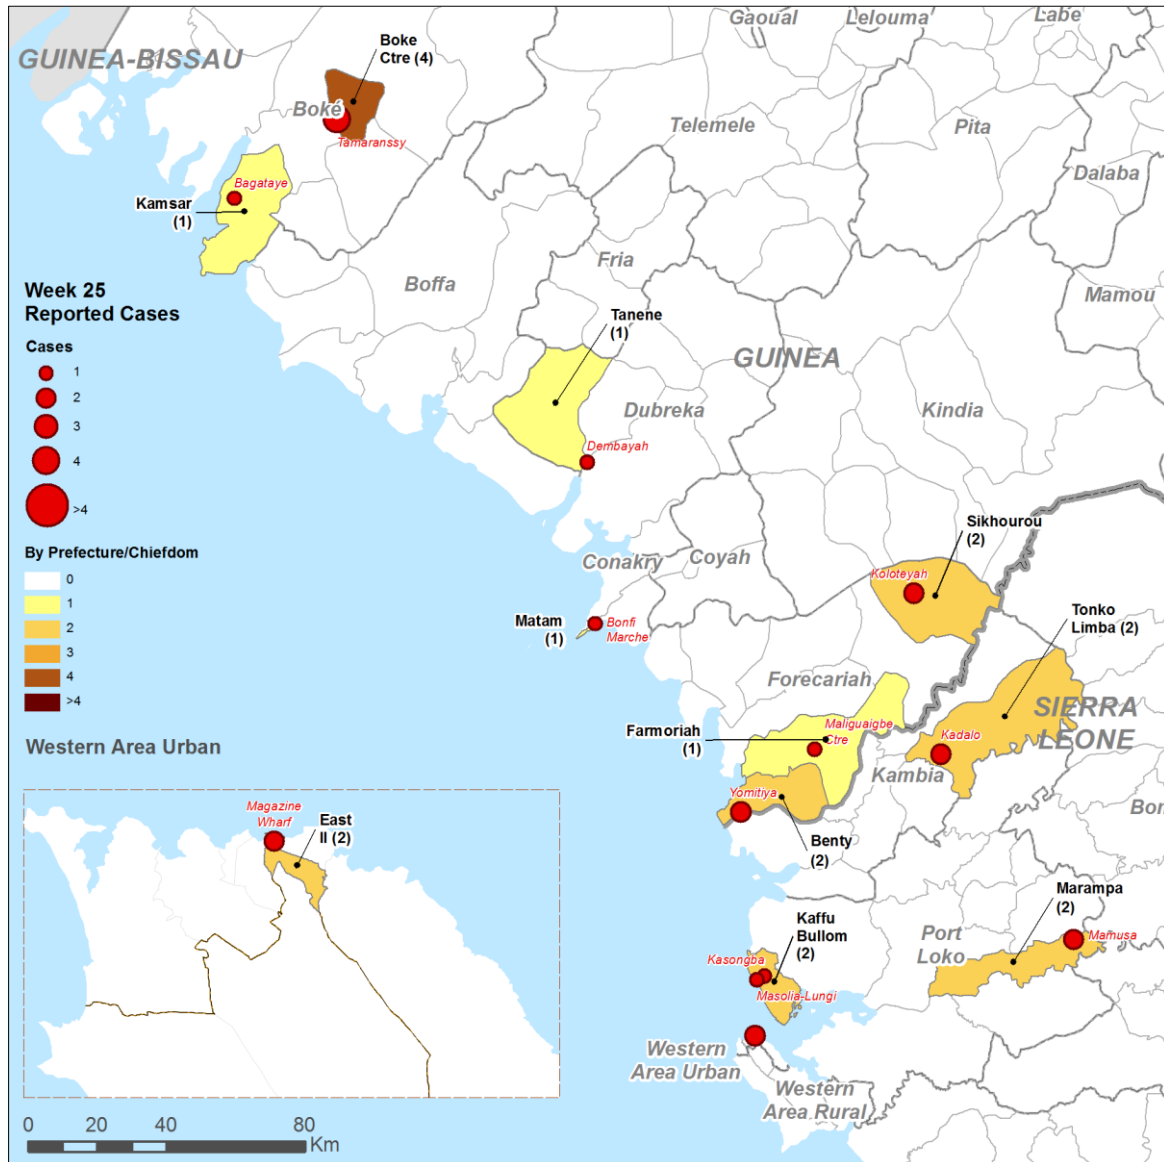 GUINEA-BISSAU
Boke
Ctre (4)
Gaoual
Lelouma
Labe
Boké
Tamaranssy
Telemele
Pita
Dalaba
Bagataye
Kamsar
(1)
Boffa
Fria
Mamou
Week 25
Reported Cases
Cases
1
2
3
4
>4
Tanene
(1)
GUINEA
Dubreka
Kindia
Dembayah
By Prefecture/Chiefdom
0
1
2
3
4
>4
Sikhourou
(2)
Conakry
Coyah
Koloteyah
Matam
(1)
Bonfi
Marche
Tonko
Limba (2)
Forecariah
SIERRA
LEONE
Farmoriah
(1)
Maliguaigbe
Ctre
Kadalo
Kambia
Yomitiya
Benty
(2)
Bon
Western Area Urban
Magazine
Wharf
East
II (2)
Marampa
(2)
Kaffu
Bullom
(2)
Port
Loko
Mamusa
Kasongba
Masolia-Lungi
Western
Area Urban
Western
Area Rural
0 20 40 80
Km